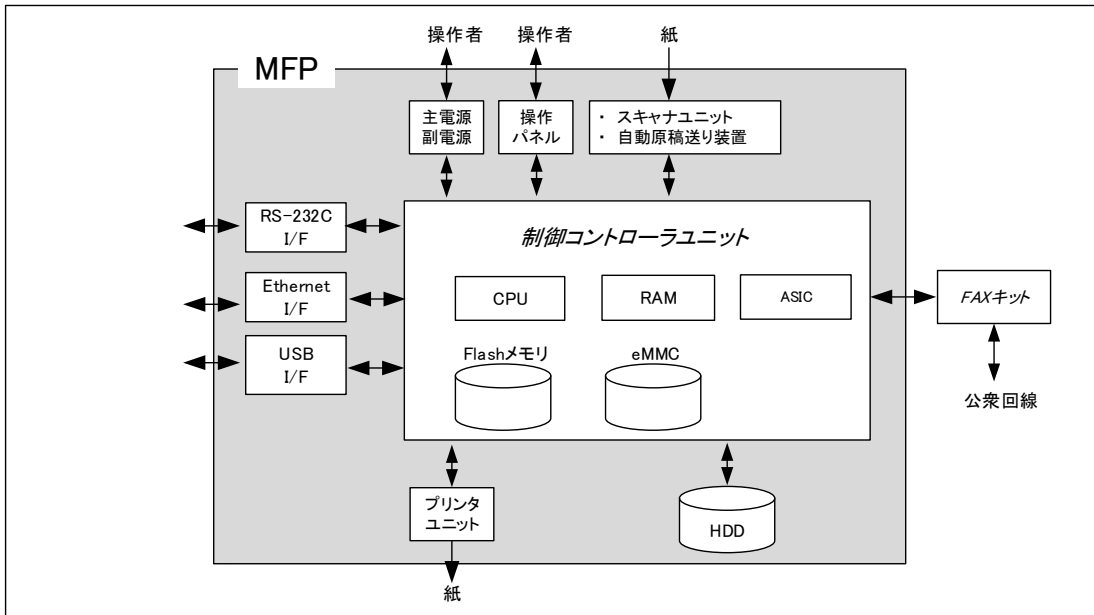 操作者
操作者
紙
MFP
主電源
副電源
操作
パネル
・ スキャナユニット
・ 自動原稿送り装置
RS-232C
I/F
Ethernet
I/F
USB
I/F
制御コントローラユニット
CPU
RAM
ASIC
Flashメモリ
eMMC
FAXキット
公衆回線
プリンタ
ユニット
HDD
紙